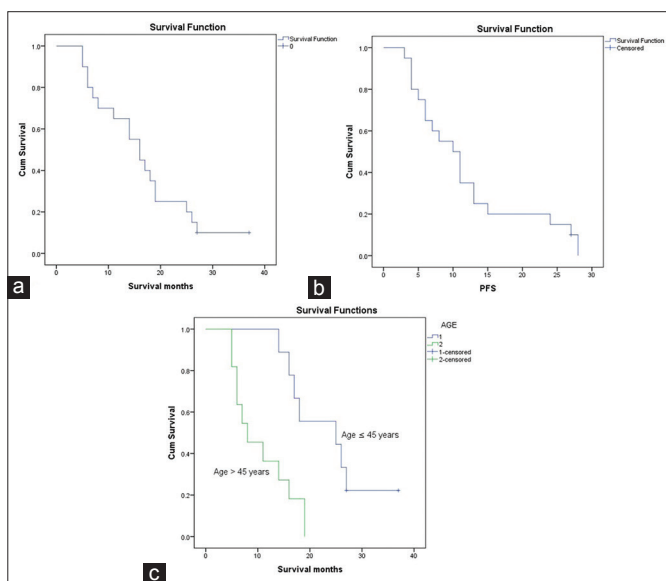 Survival Function
Survival Function
0
1.0
0.8
0.6
0.4
0.2
0.0
Cum Survival
0 10 20 30 40
Survival months
a
Survival Function
Survival Function
Censored
1.0
0.8
0.6
0.4
0.2
0.0
Cum Survival
0 5 10 15 20 25 30
PFS
b
Survival Functions
AGE
1
2
1-censored
2-censored
1.0
0.8
0.6
0.4
0.2
0.0
Cum Survival
Age ≤ 45 years
Age > 45 years
0 10 20 30 40
Survival months
c